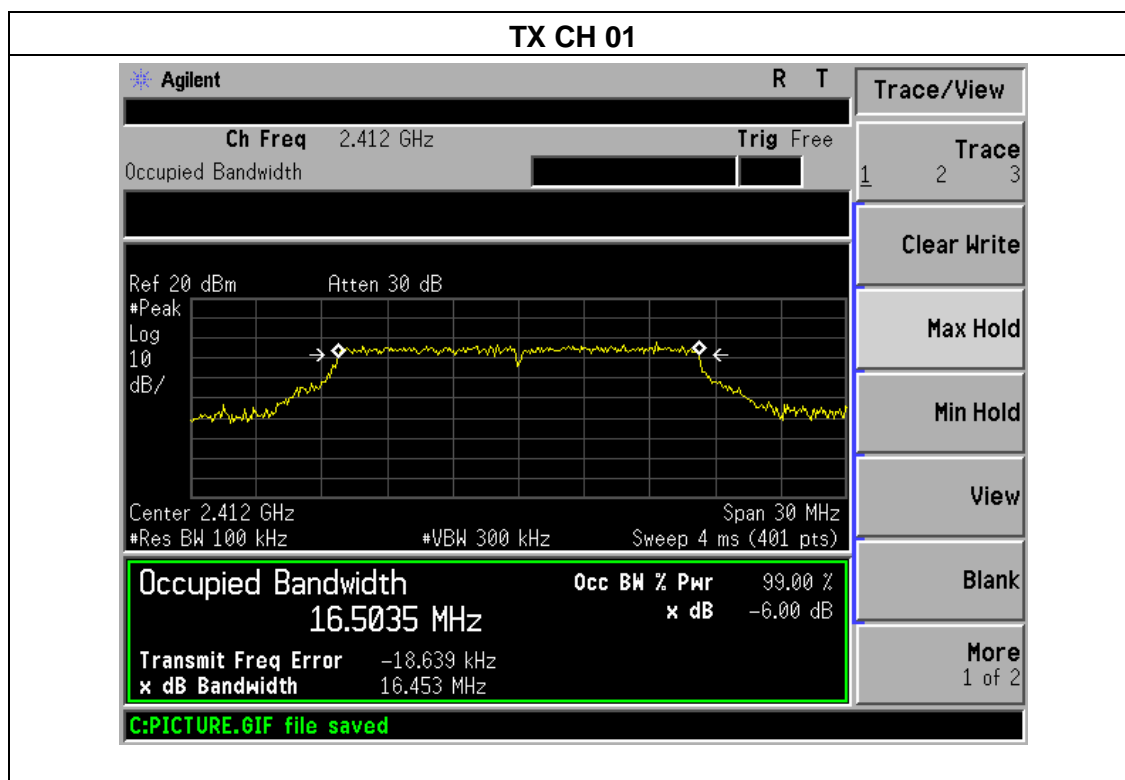 TX CH 01
Agilent R T
Ch Freq 2.412 GHz Trig Free
Occupied Bandwidth
Ref 20 dBm Atten 30 dB
#Peak
Log
10
dB/
Center 2.412 GHz Span 30 MHz
#Res BW 100 kHz #VBW 300 kHz Sweep 4 ms (401 pts)
Occupied Bandwidth Occ BW % Pwr 99.00 %
16.5035 MHz x dB -6.00 dB
Transmit Freq Error -18.639 kHz
x dB Bandwidth 16.453 MHz
C:PICTURE.GIF file saved
Trace/View
Trace
1 2 3
Clear Write
Max Hold
Min Hold
View
Blank
More
1 of 2